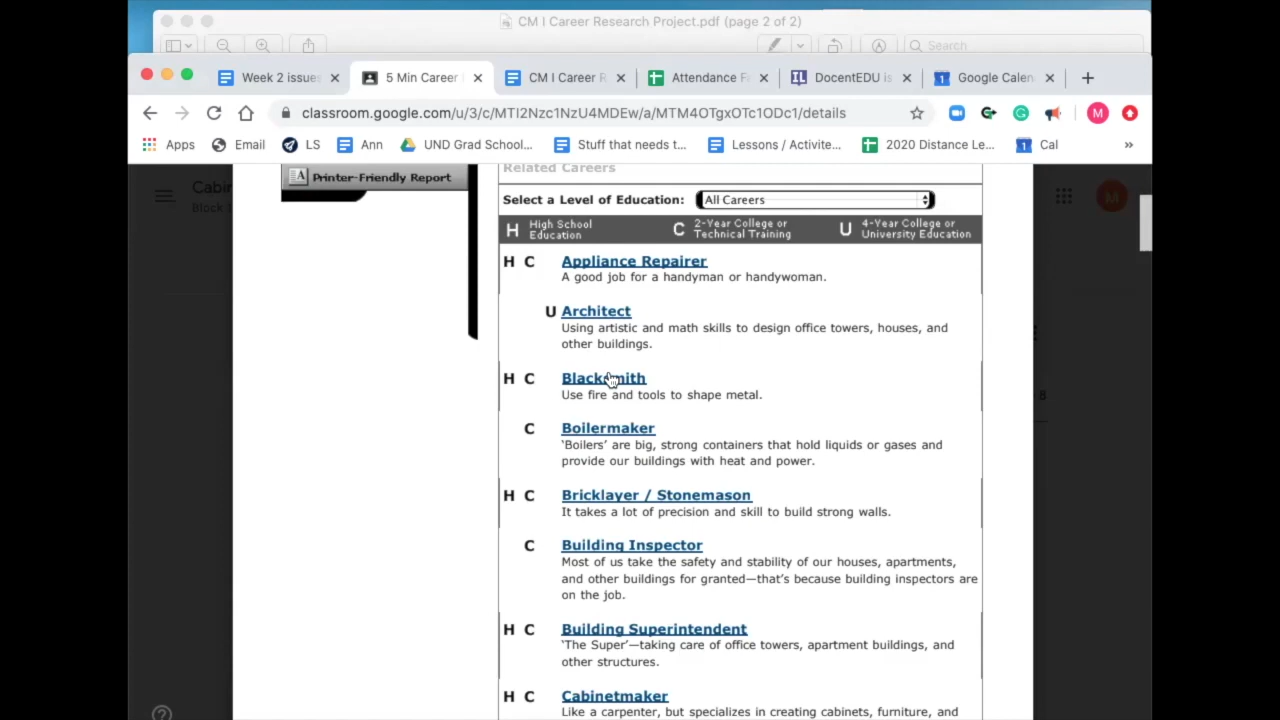 CM I Career Research Project.pdf (page 2 of 2)
Search
Week 2 issues
5 Min Career
CM I Career R
Attendance F
DocentEDU is
Google Calen
classroom.google.com/u/3/c/MTI2Nzc1NzU4MDEw/a/MTM4OTgxOTc1ODc1/details
M
Apps
Email
LS
Ann
UND Grad School...
Stuff that needs t...
Lessons / Activite...
2020 Distance Le...
Cal
»
Related Careers
Printer-Friendly Report
Select a Level of Education:
All Careers
H High School Education
C 2-Year College or Technical Training
U 4-Year College or University Education
H C Appliance Repairer
A good job for a handyman or handywoman.
U Architect
Using artistic and math skills to design office towers, houses, and
other buildings.
H C Blacksmith
Use fire and tools to shape metal.
C Boilermaker
‘Boilers’ are big, strong containers that hold liquids or gases and
provide our buildings with heat and power.
H C Bricklayer / Stonemason
It takes a lot of precision and skill to build strong walls.
C Building Inspector
Most of us take the safety and stability of our houses, apartments,
and other buildings for granted—that’s because building inspectors are
on the job.
H C Building Superintendent
‘The Super’—taking care of office towers, apartment buildings, and
other structures.
H C Cabinetmaker
Like a carpenter, but specializes in creating cabinets, furniture, and
Cabi
Block
M
8